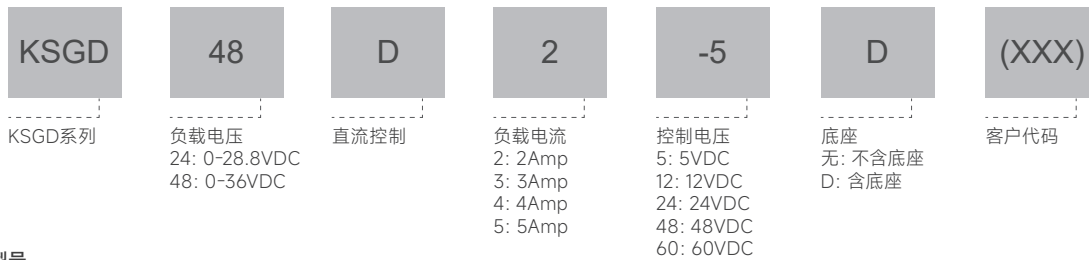 KSGD 48 D 2 -5 D (XXX)
KSGD系列
负载电压
24: 0-28.8VDC
48: 0-36VDC
直流控制
负载电流
2: 2Amp
3: 3Amp
4: 4Amp
5: 5Amp
控制电压
5: 5VDC
12: 12VDC
24: 24VDC
48: 48VDC
60: 60VDC
底座
无: 不含底座
D: 含底座
客户代码